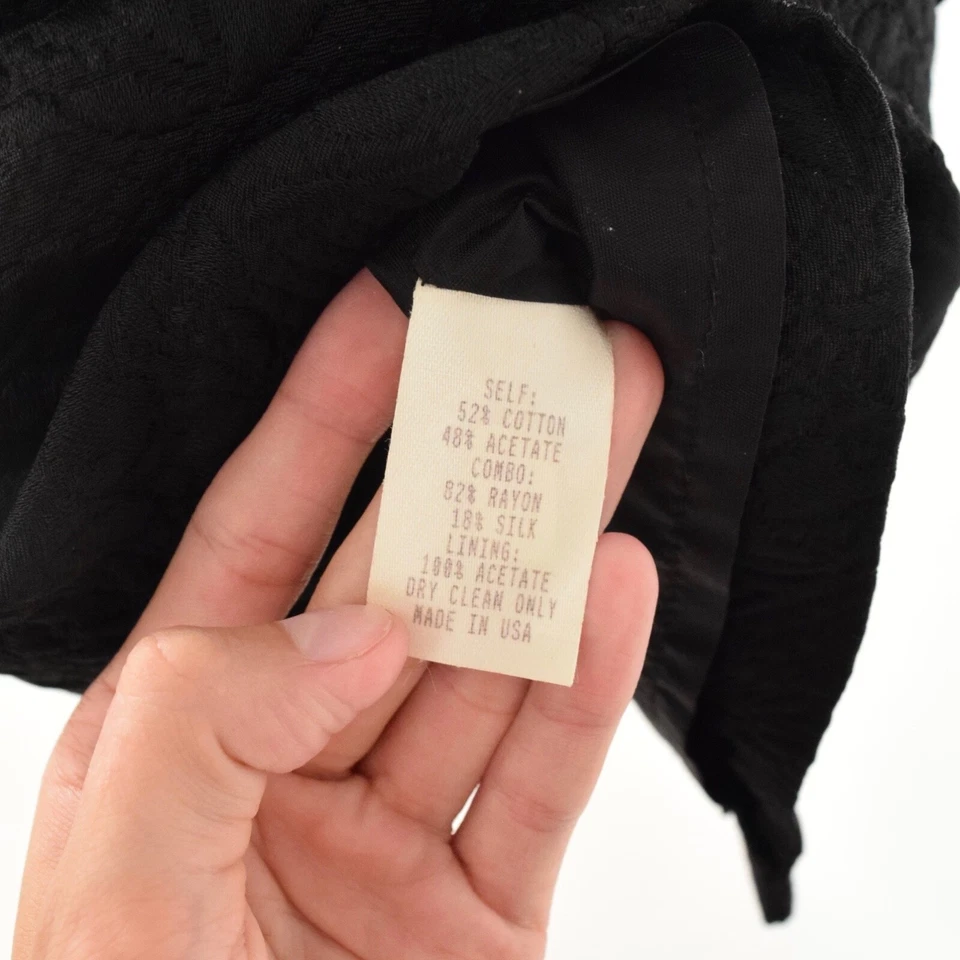 SELF:
52% COTTON
48% ACETATE
COMBO:
82% RAYON
18% SILK
LINING:
100% ACETATE
DRY CLEAN ONLY
MADE IN USA